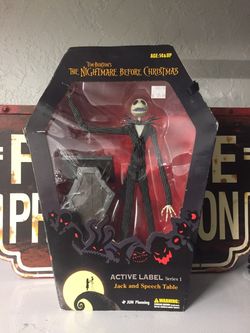 AGE:14&UP
TIM BURTON'S
THE NIGHTMARE BEFORE CHRISTMAS
ACTIVE LABEL Series 1
Jack and Speech Table
JUN Planning
WARNING: